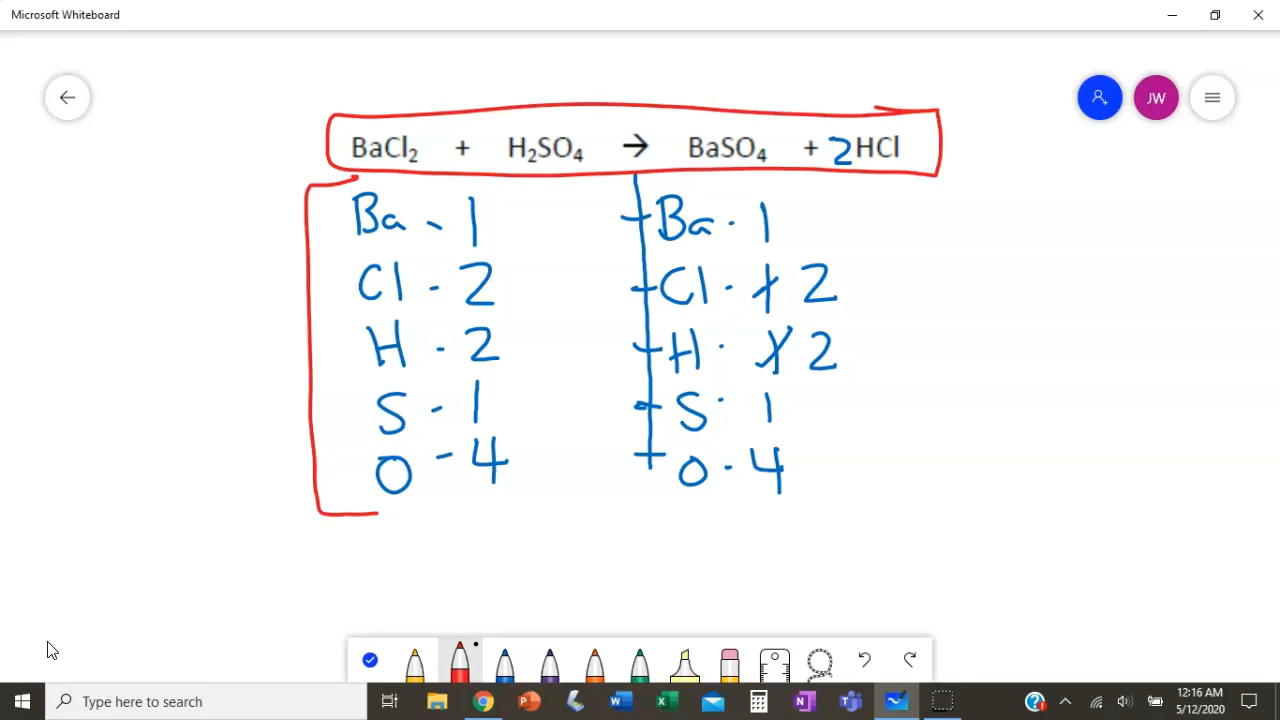 Microsoft Whiteboard
JW
BaCl₂ + H₂SO₄ → BaSO₄ + 2HCl
Ba - 1 Ba - 1
Cl - 2 Cl - 1 2
H - 2 H - 1 2
S - 1 S - 1
O - 4 O - 4
Type here to search
12:16 AM
5/12/2020